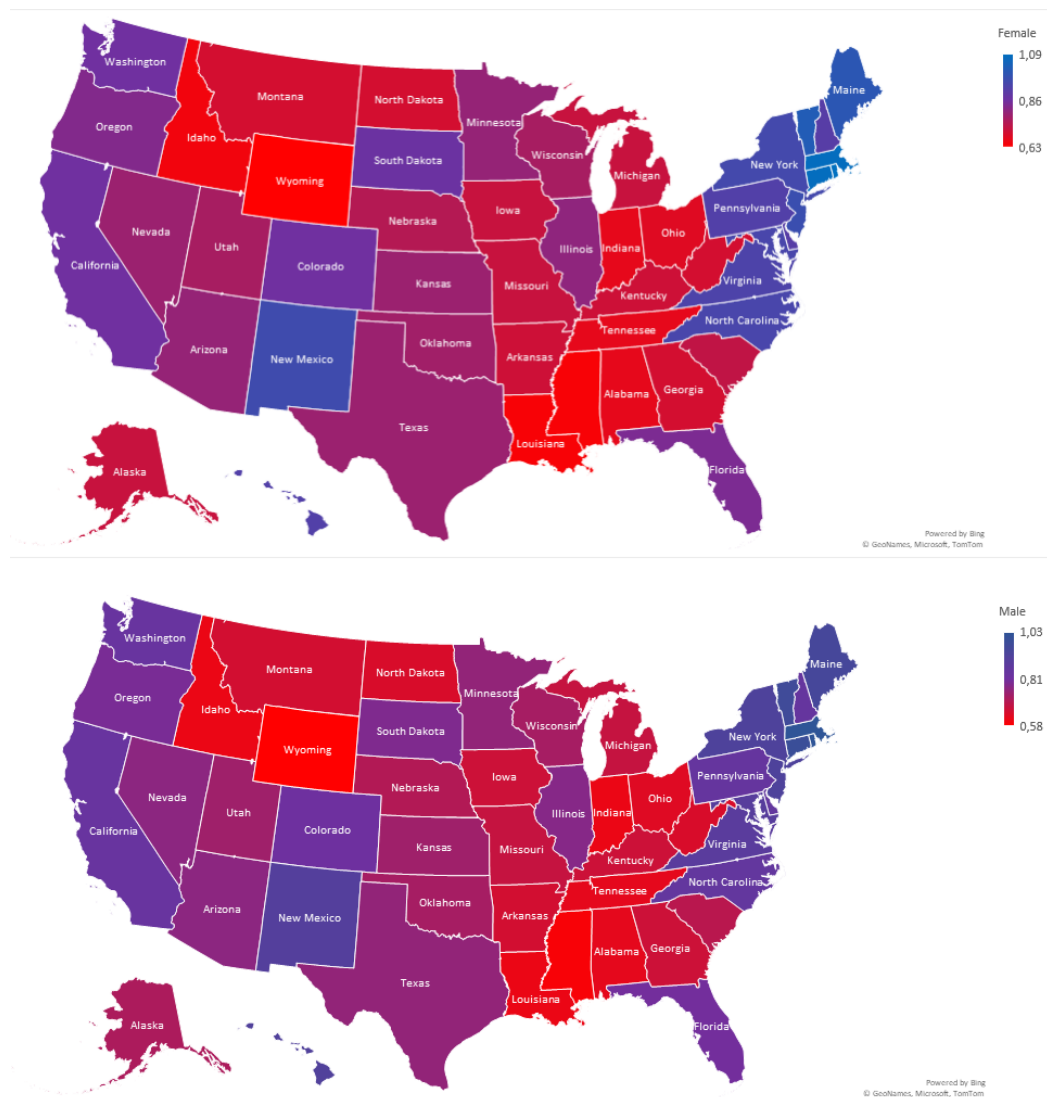 Female
1,09
0,86
0,63
Washington
Montana
North Dakota
Minnesota
Maine
Oregon
Idaho
Wisconsin
South Dakota
New York
Wyoming
Michigan
Iowa
Pennsylvania
Nebraska
Nevada
Utah
Illinois
Indiana
Ohio
California
Colorado
Kansas
Missouri
Virginia
Kentucky
North Carolina
Tennessee
Arizona
New Mexico
Oklahoma
Arkansas
Alabama
Georgia
Texas
Louisiana
Alaska
Florida
Powered by Bing
© GeoNames, Microsoft, TomTom
Male
1,03
0,81
0,58
Washington
Montana
North Dakota
Minnesota
Maine
Oregon
Idaho
Wisconsin
South Dakota
New York
Wyoming
Michigan
Iowa
Pennsylvania
Nebraska
Nevada
Utah
Illinois
Indiana
Ohio
California
Colorado
Kansas
Missouri
Virginia
Kentucky
North Carolina
Tennessee
Arizona
New Mexico
Oklahoma
Arkansas
Alabama
Georgia
Texas
Louisiana
Alaska
Florida
Powered by Bing
© GeoNames, Microsoft, TomTom